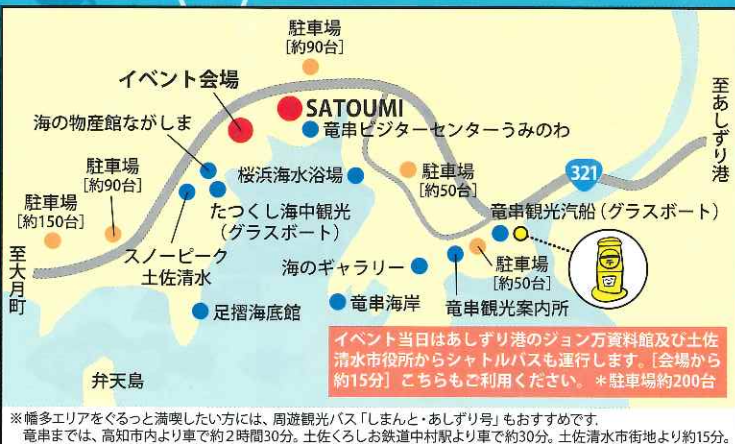 駐車場
[約90台]
イベント会場
SATOUMI
海の物産館ながしま
竜串ビジターセンターうみのわ
至あしずり港
駐車場
[約90台]
駐車場
[約150台]
桜浜海水浴場
駐車場
[約50台]
321
たつくし海中観光
(グラスボート)
竜串観光汽船(グラスボート)
スノーピーク
土佐清水
至大月町
海のギャラリー
駐車場
[約50台]
足摺海底館
竜串海岸
竜串観光案内所
弁天島
イベント当日はあしずり港のジョン万資料館及び土佐
清水市役所からシャトルバスも運行します。[会場から
約15分] こちらもご利用ください。 *駐車場約200台
※幡多エリアをぐるっと満喫したい方には、周遊観光バス「しまんと・あしずり号」もおすすめです。
竜串までは、高知市内より車で約2時間30分。土佐くろしお鉄道中村駅より車で約30分。土佐清水市街地より約15分。